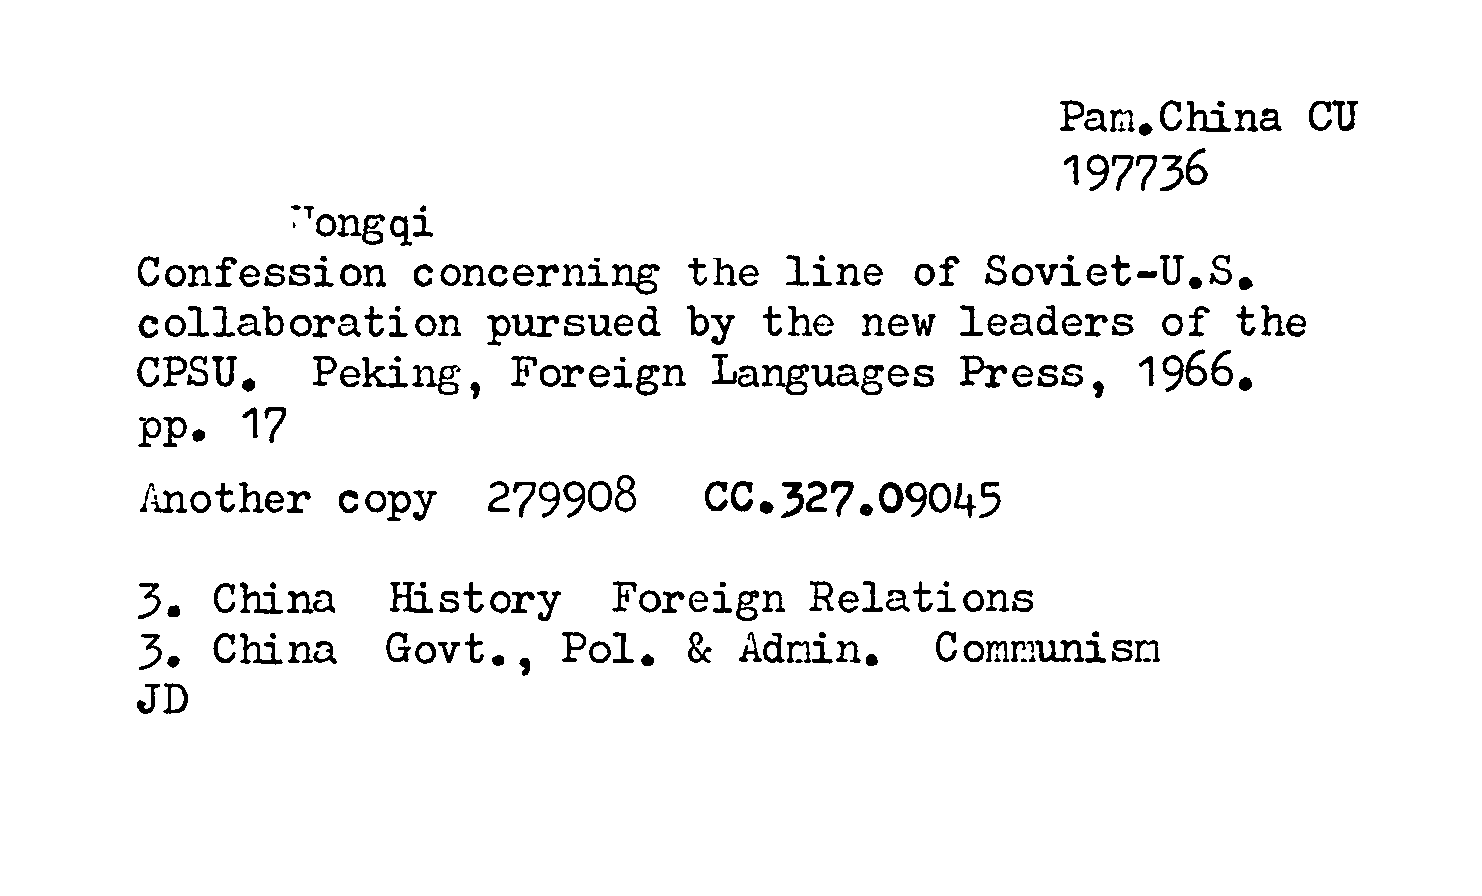 Pam.China CU
197736
Hongqi
Confession concerning the line of Soviet-U.S.
collaboration pursued by the new leaders of the
CPSU.  Peking, Foreign Languages Press, 1966.
pp. 17
Another copy  279908  CC.327.09045
3. China  History  Foreign Relations
3. China  Govt., Pol. & Admin.  Communism
JD